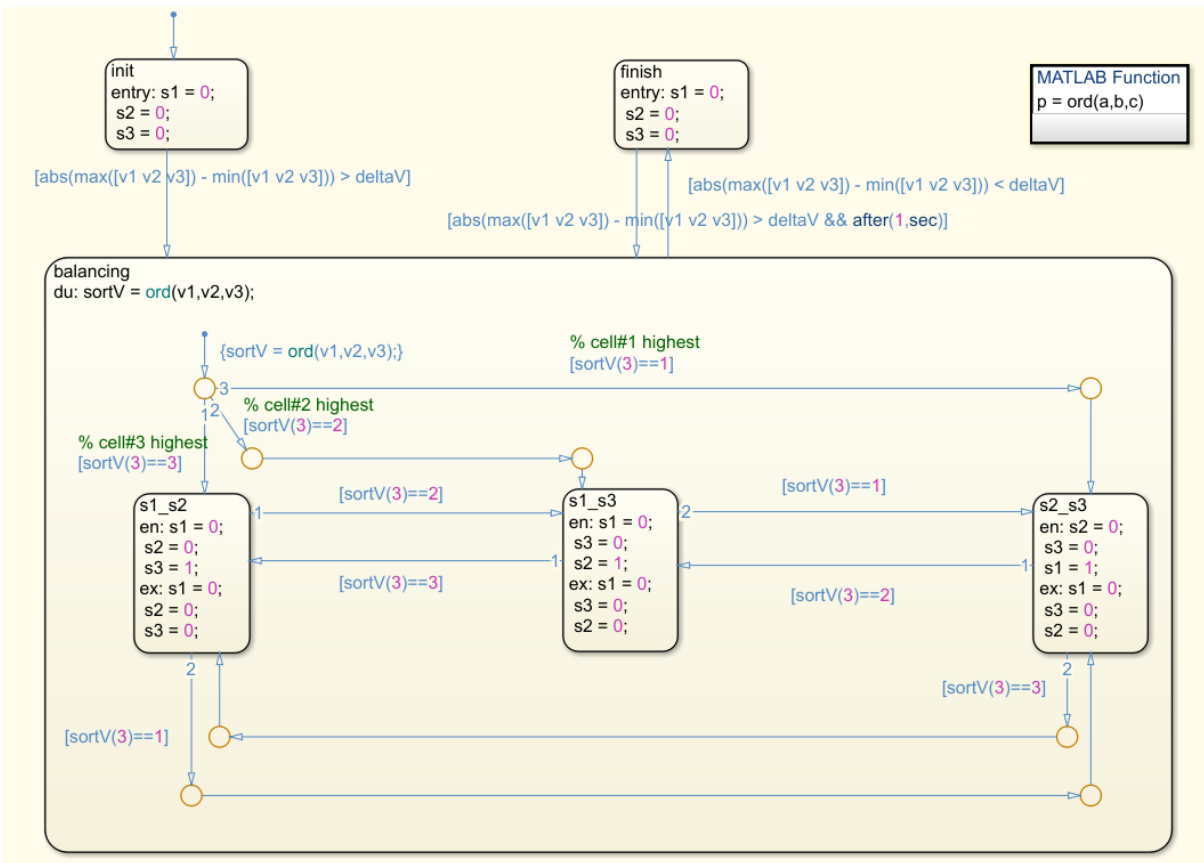 init
entry: s1 = 0;
s2 = 0;
s3 = 0;
finish
entry: s1 = 0;
s2 = 0;
s3 = 0;
MATLAB Function
p = ord(a,b,c)
[abs(max([v1 v2 v3]) - min([v1 v2 v3])) > deltaV]
[abs(max([v1 v2 v3]) - min([v1 v2 v3])) < deltaV]
[abs(max([v1 v2 v3]) - min([v1 v2 v3])) > deltaV && after(1,sec)]
balancing
du: sortV = ord(v1,v2,v3);
{sortV = ord(v1,v2,v3);}
% cell#1 highest
[sortV(3)==1]
3
1
2
% cell#2 highest
[sortV(3)==2]
% cell#3 highest
[sortV(3)==3]
s1_s2
en: s1 = 0;
s2 = 0;
s3 = 1;
ex: s1 = 0;
s2 = 0;
s3 = 0;
1
[sortV(3)==2]
1
[sortV(3)==3]
s1_s3
en: s1 = 0;
s3 = 0;
s2 = 1;
ex: s1 = 0;
s3 = 0;
s2 = 0;
[sortV(3)==1]
2
1
[sortV(3)==2]
s2_s3
en: s2 = 0;
s3 = 0;
s1 = 1;
ex: s1 = 0;
s3 = 0;
s2 = 0;
2
2
[sortV(3)==3]
[sortV(3)==1]